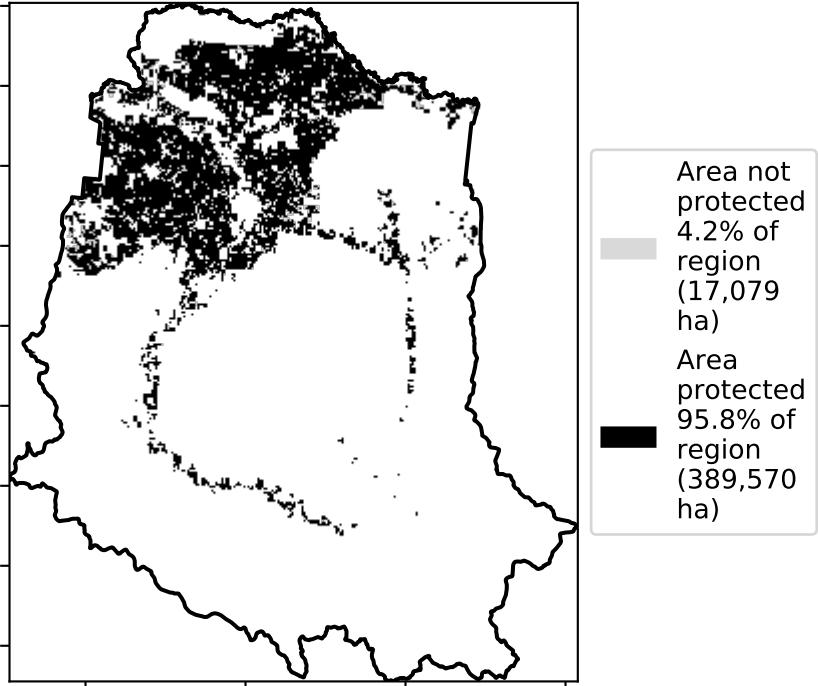 Area not
protected
4.2% of
region
(17,079
ha)
Area
protected
95.8% of
region
(389,570
ha)